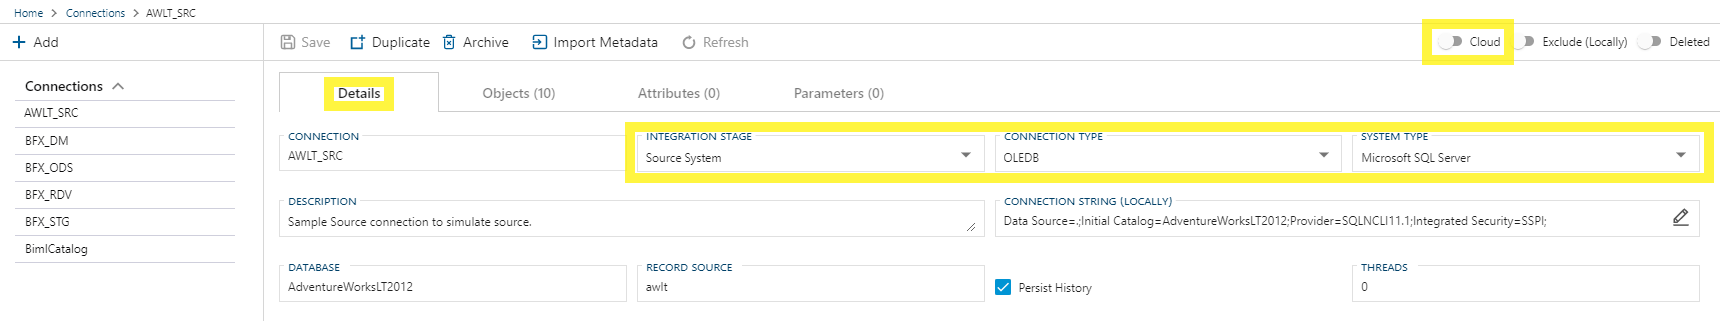 Home > Connections > AWLT_SRC
Add
Save Duplicate Archive Import Metadata Refresh Cloud Exclude (Locally) Deleted
Connections
AWLT_SRC
BFX_DM
BFX_ODS
BFX_RDV
BFX_STG
BimlCatalog
Details Objects (10) Attributes (0) Parameters (0)
CONNECTION INTEGRATION STAGE CONNECTION TYPE SYSTEM TYPE
AWLT_SRC Source System OLEDB Microsoft SQL Server
DESCRIPTION CONNECTION STRING (LOCALLY)
Sample Source connection to simulate source. Data Source=.;Initial Catalog=AdventureWorksLT2012;Provider=SQLNCLI11.1;Integrated Security=SSPI;
DATABASE RECORD SOURCE THREADS
AdventureWorksLT2012 awlt Persist History 0